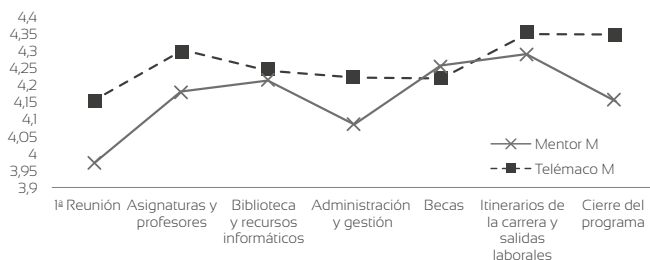 4,4
4,35
4,3
4,25
4,2
4,15
4,1
4,05
4
3,95
3,9
Mentor M
Telémaco M
1ª Reunión
Asignaturas y
profesores
Biblioteca
y recursos
informáticos
Administración
y gestión
Becas
Itinerarios de
la carrera y
salidas
laborales
Cierre del
programa